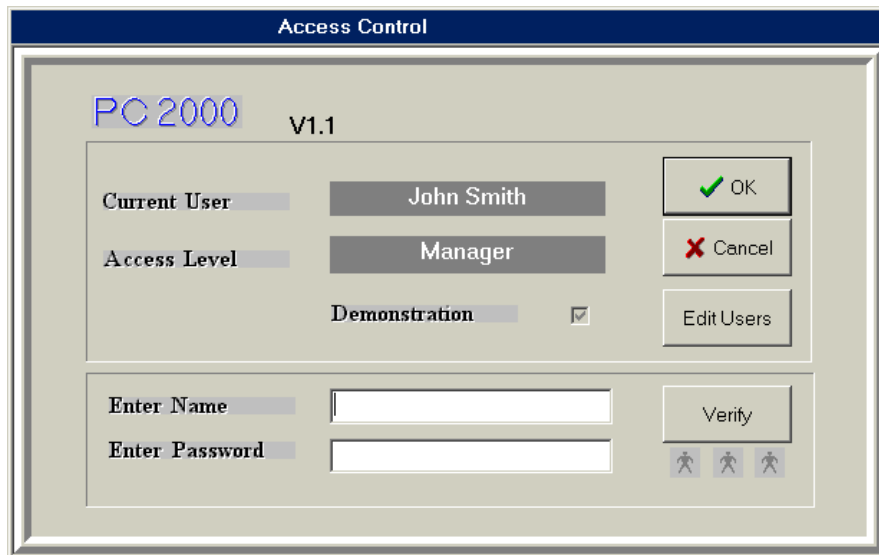 Access Control
PC 2000
V1.1
Current User
John Smith
OK
Access Level
Manager
Cancel
Demonstration
Edit Users
Enter Name
Verify
Enter Password